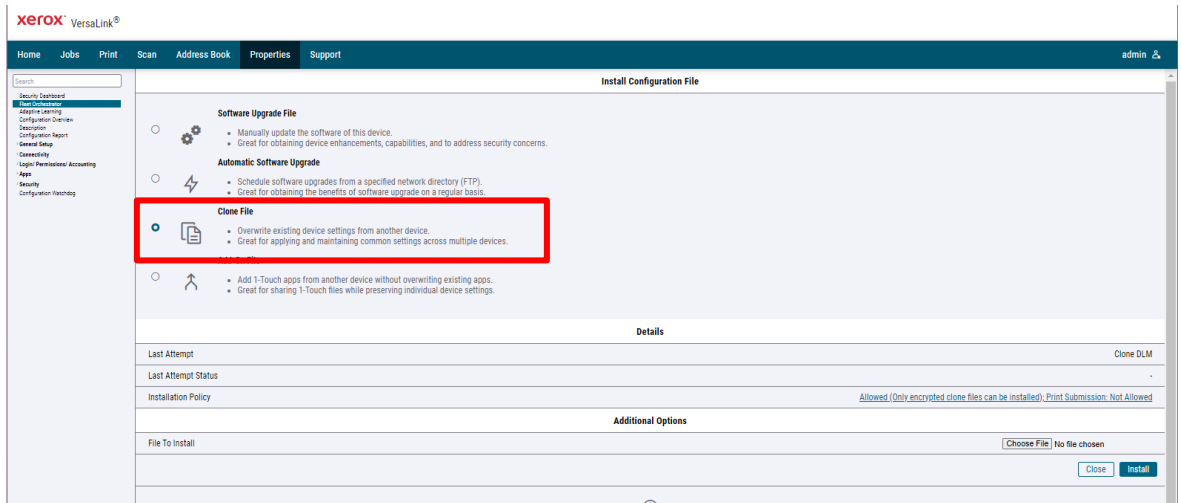 xerox™ VersaLink®
Home Jobs Print Scan Address Book Properties Support admin
Search
Security Dashboard
Fleet Orchestrator
Adaptive Learning
Configuration Overview
Description
Configuration Report
General Setup
Connectivity
Login/ Permissions/ Accounting
Apps
Security
Configuration Watchdog
Install Configuration File
Software Upgrade File
• Manually update the software of this device.
• Great for obtaining device enhancements, capabilities, and to address security concerns.
Automatic Software Upgrade
• Schedule software upgrades from a specified network directory (FTP).
• Great for obtaining the benefits of software upgrade on a regular basis.
Clone File
• Overwrite existing device settings from another device.
• Great for applying and maintaining common settings across multiple devices.
• Add 1-Touch apps from another device without overwriting existing apps.
• Great for sharing 1-Touch files while preserving individual device settings.
Details
Last Attempt Clone DLM
Last Attempt Status -
Installation Policy Allowed (Only encrypted clone files can be installed); Print Submission: Not Allowed
Additional Options
File To Install Choose File No file chosen
Close Install